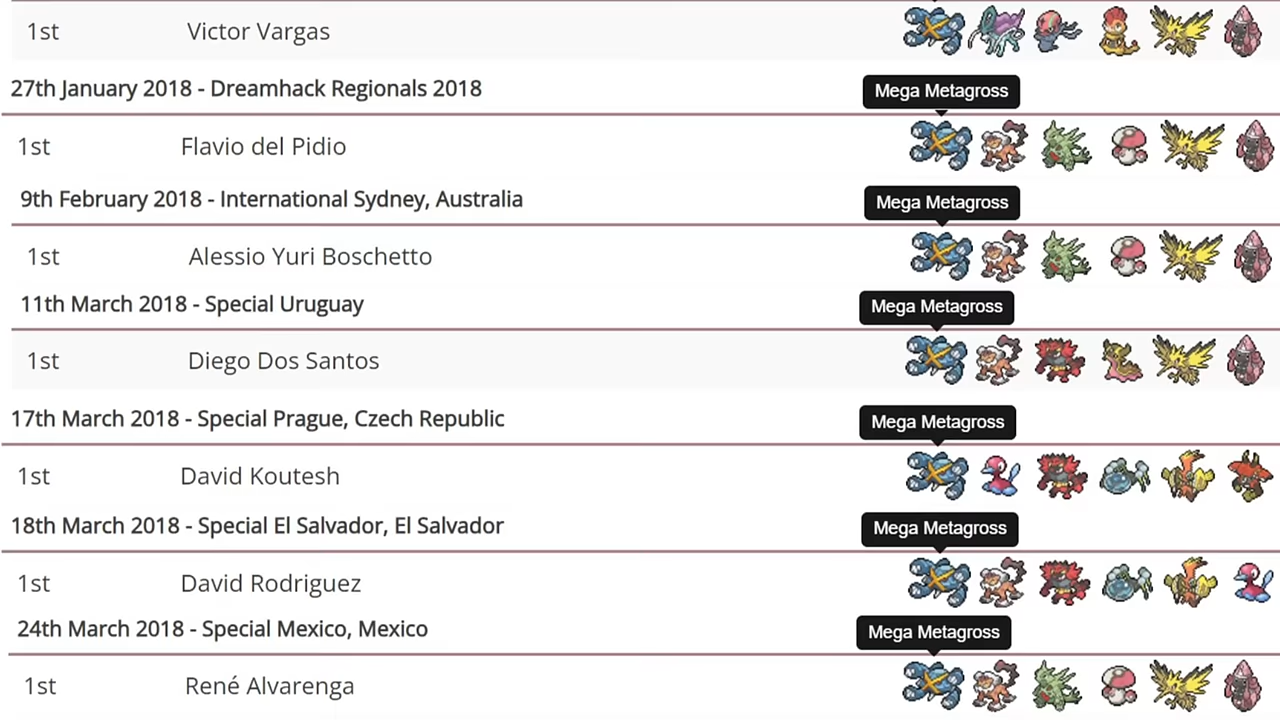 1st Victor Vargas
27th January 2018 - Dreamhack Regionals 2018
Mega Metagross
1st Flavio del Pidio
9th February 2018 - International Sydney, Australia
Mega Metagross
1st Alessio Yuri Boschetto
11th March 2018 - Special Uruguay
Mega Metagross
1st Diego Dos Santos
17th March 2018 - Special Prague, Czech Republic
Mega Metagross
1st David Koutesh
18th March 2018 - Special El Salvador, El Salvador
Mega Metagross
1st David Rodriguez
24th March 2018 - Special Mexico, Mexico
Mega Metagross
1st René Alvarenga